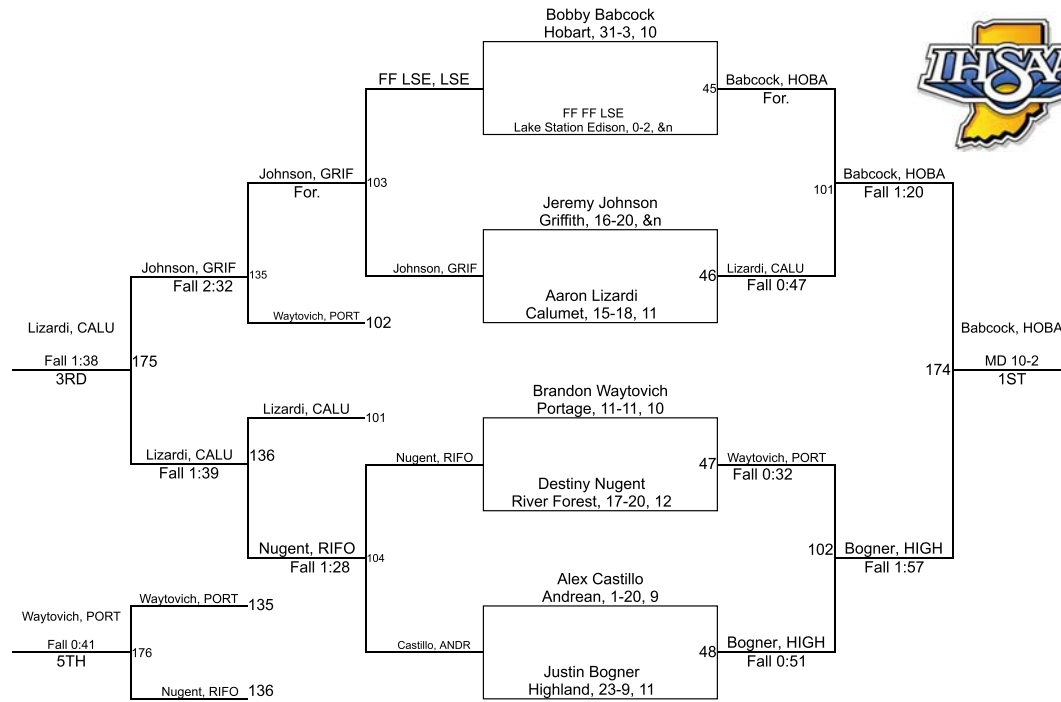 Bobby Babcock
Hobart, 31-3, 10
IHSAA
FF LSE, LSE
45
Babcock, HOBA
For.
FF FF LSE
Lake Station Edison, 0-2, &n
Johnson, GRIF
For.
103
101
Babcock, HOBA
Fall 1:20
Jeremy Johnson
Griffith, 16-20, &n
Johnson, GRIF
Fall 2:32
135
Johnson, GRIF
46
Lizardi, CALU
Fall 0:47
Aaron Lizardi
Calumet, 15-18, 11
Waytovich, PORT
102
Lizardi, CALU
Fall 1:38
3RD
175
174
Babcock, HOBA
MD 10-2
1ST
Brandon Waytovich
Portage, 11-11, 10
Lizardi, CALU
101
Lizardi, CALU
Fall 1:39
136
Nugent, RIFO
47
Waytovich, PORT
Fall 0:32
Destiny Nugent
River Forest, 17-20, 12
Nugent, RIFO
Fall 1:28
104
102
Bogner, HIGH
Fall 1:57
Alex Castillo
Andrean, 1-20, 9
Waytovich, PORT
135
Waytovich, PORT
Fall 0:41
5TH
176
Castillo, ANDR
48
Bogner, HIGH
Fall 0:51
Justin Bogner
Highland, 23-9, 11
Nugent, RIFO
136